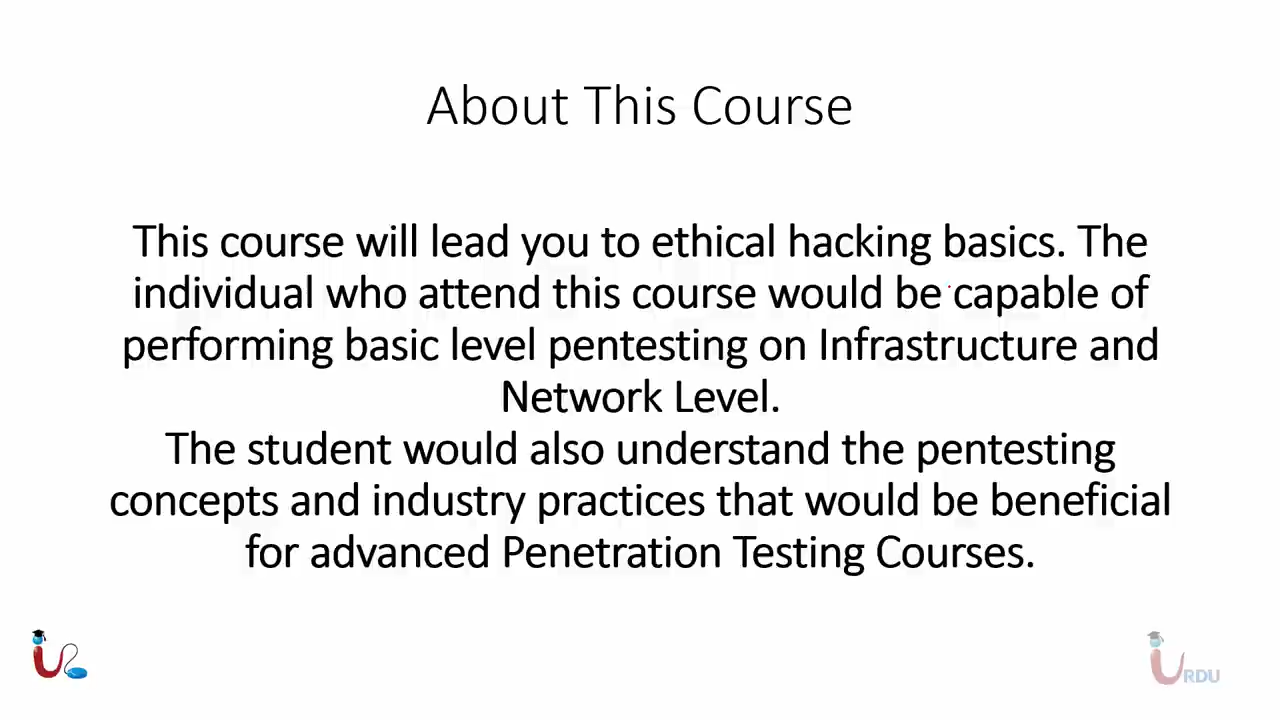 About This Course
This course will lead you to ethical hacking basics. The
individual who attend this course would be capable of
performing basic level pentesting on Infrastructure and
Network Level.
The student would also understand the pentesting
concepts and industry practices that would be beneficial
for advanced Penetration Testing Courses.
iU
iURDU